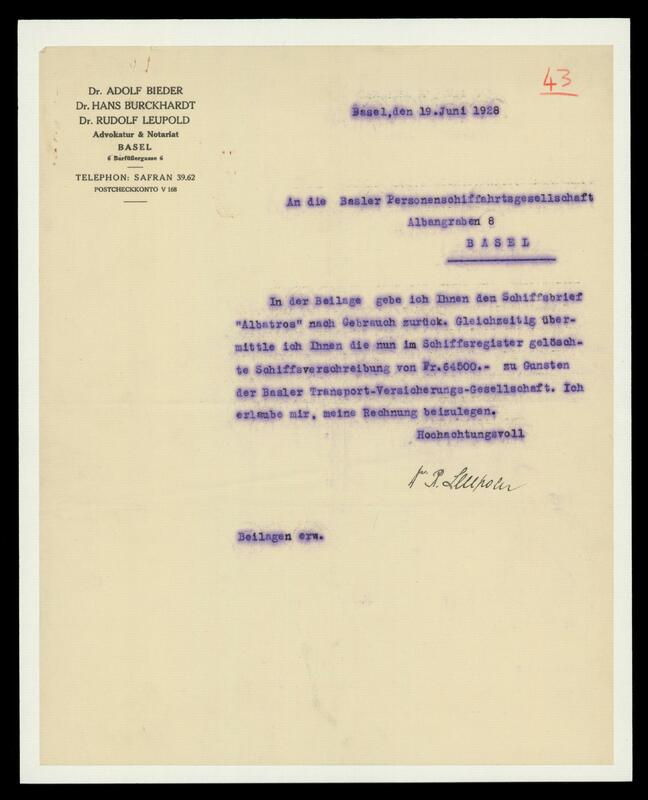 43
Dr. ADOLF BIEDER
Dr. HANS BURCKHARDT
Dr. RUDOLF LEUPOLD
Advokatur & Notariat
BASEL
6 Barfüßergasse 6
TELEPHON: SAFRAN 39.62
POSTCHECKKONTO V 168
Basel, den 19. Juni 1928
An die Basler Personenschiffahrtsgesellschaft
Albangraben 8
BASEL
In der Beilage gebe ich Ihnen den Schiffsbrief
"Albatros" nach Gebrauch zurück. Gleichzeitig über-
mittle ich Ihnen die nun im Schiffsregister gelösch-
te Schiffsverschreibung von Fr.64500.- zu Gunsten
der Basler Transport-Versicherungs-Gesellschaft. Ich
erlaube mir, meine Rechnung beizulegen.
Hochachtungsvoll
Dr. R. Leupold
Beilagen erw.